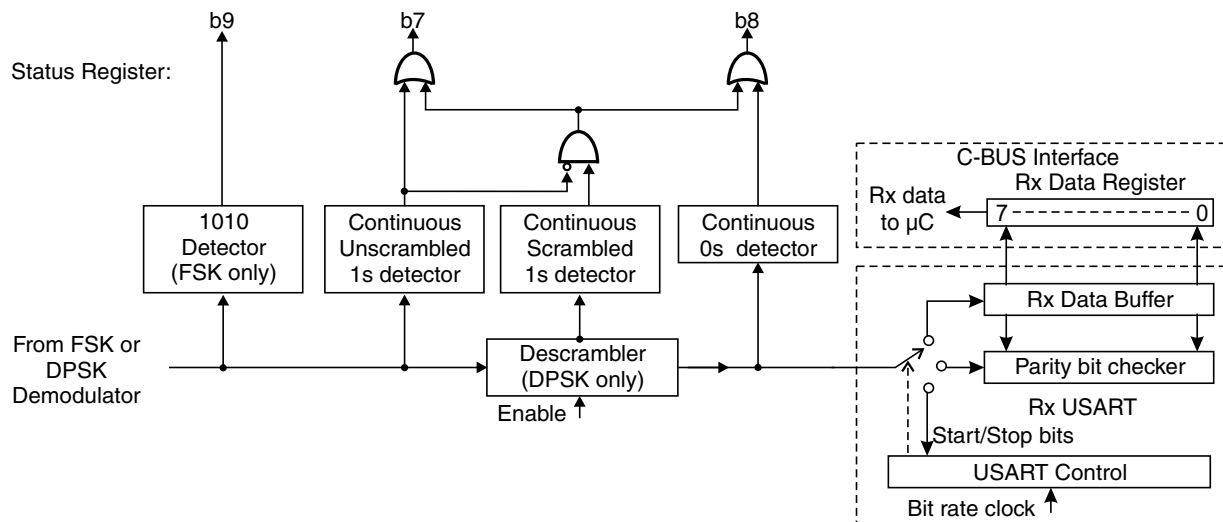 b9
b7
b8
Status Register:
C-BUS Interface
Rx Data Register
Rx data
to µC
7
0
1010
Detector
(FSK only)
Continuous
Unscrambled
1s detector
Continuous
Scrambled
1s detector
Continuous
0s detector
Rx Data Buffer
From FSK or
DPSK
Demodulator
Descrambler
(DPSK only)
Enable
Parity bit checker
Rx USART
Start/Stop bits
USART Control
Bit rate clock